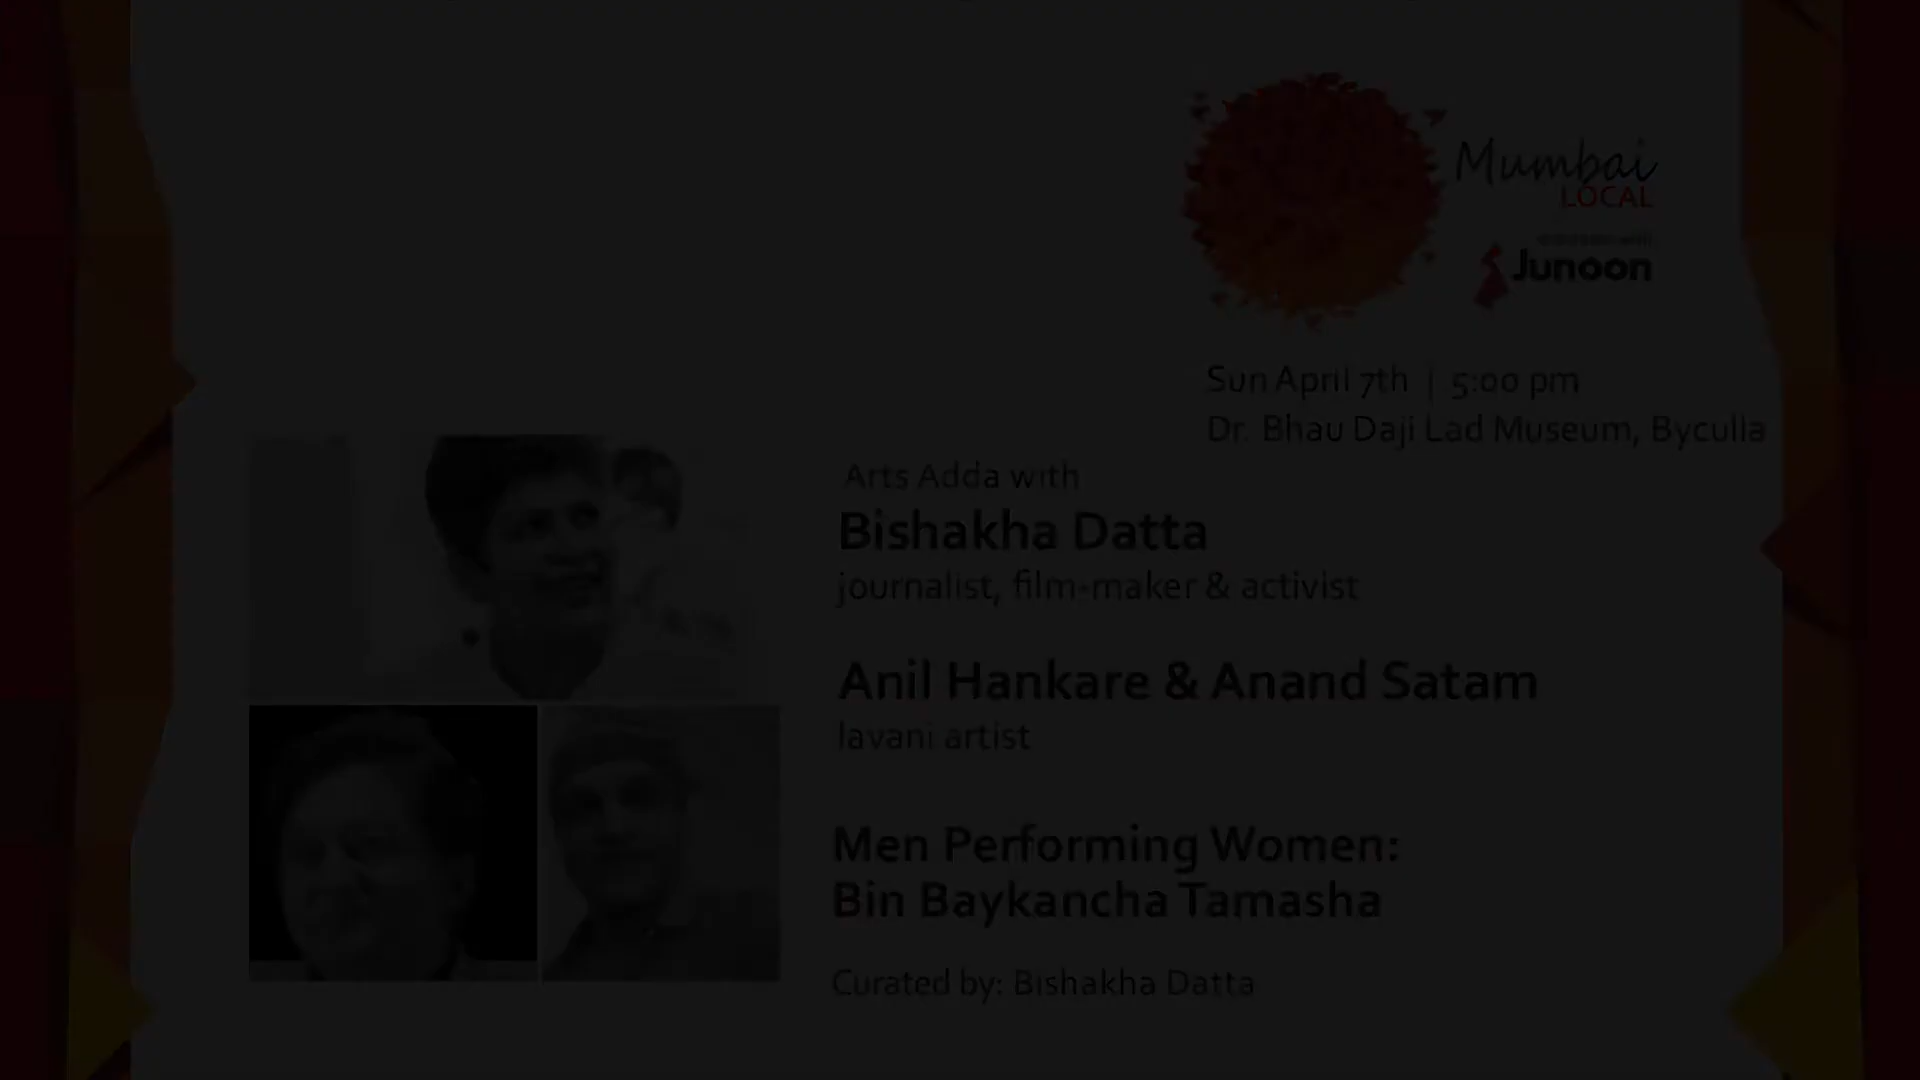 Mumbai
LOCAL
Junoon
Sun April 7th | 5:00 pm
Dr. Bhau Daji Lad Museum, Byculla
Arts Adda with
Bishakha Datta
journalist, film-maker & activist
Anil Hankare & Anand Satam
lavani artist
Men Performing Women:
Bin Baykancha Tamasha
Curated by: Bishakha Datta